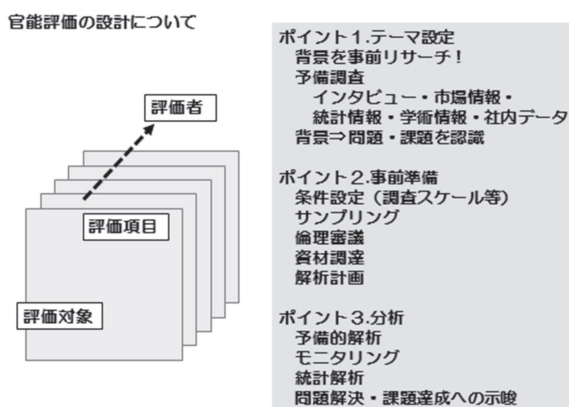 官能評価の設計について
評価者
評価項目
評価対象
ポイント１.テーマ設定
背景を事前リサーチ！
予備調査
インタビュー・市場情報・
統計情報・学術情報・社内データ
背景⇒問題・課題を認識
ポイント２.事前準備
条件設定（調査スケール等）
サンプリング
倫理審議
資材調達
解析計画
ポイント３.分析
予備的解析
モニタリング
統計解析
問題解決・課題達成への示唆